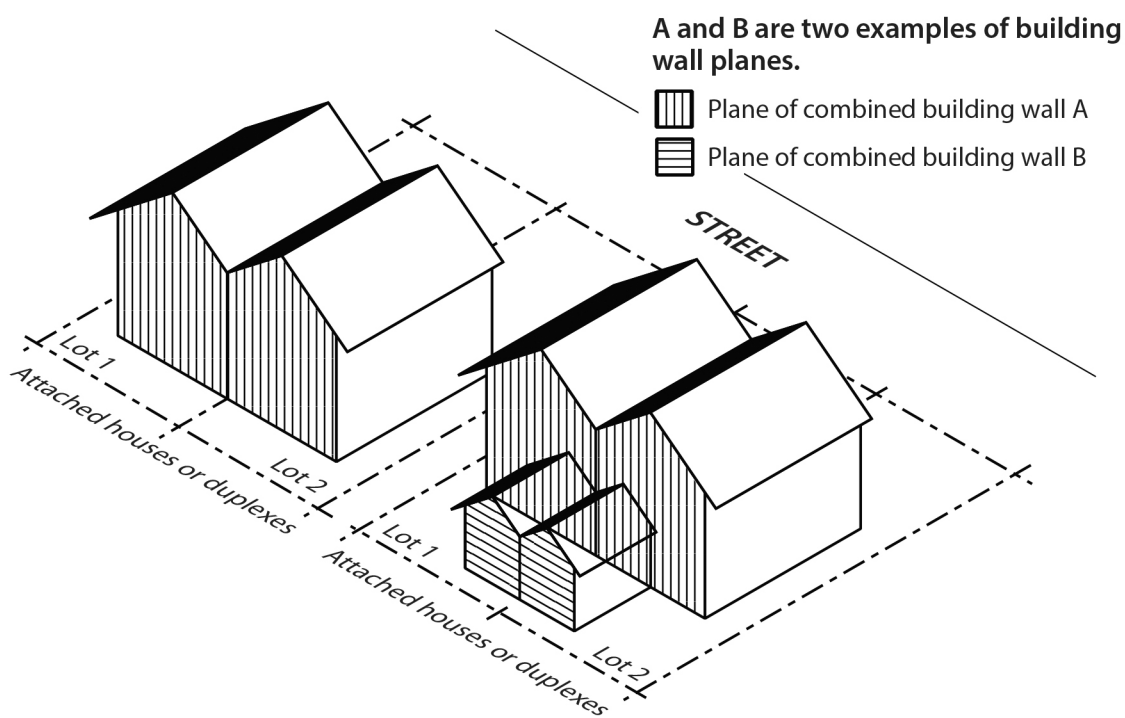 A and B are two examples of building
wall planes.
Plane of combined building wall A
Plane of combined building wall B
STREET
Lot 1
Attached houses or duplexes
Lot 2
Lot 1
Attached houses or duplexes
Lot 2